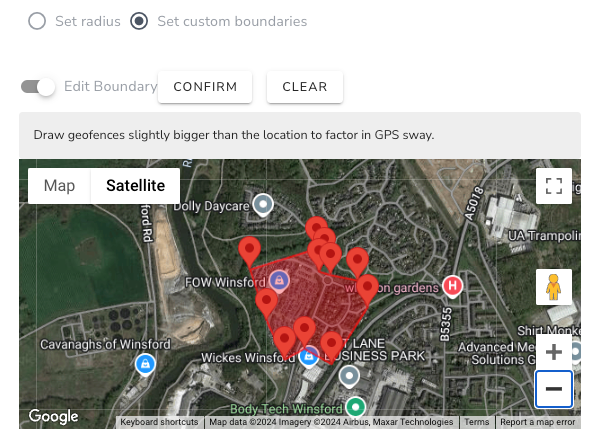 Set radius
Set custom boundaries
Edit Boundary
CONFIRM
CLEAR
Draw geofences slightly bigger than the location to factor in GPS sway.
Map
Satellite
Dolly Daycare
ford Rd
A5018
UA Trampolin
FOW Winsford
gardens
H
B5355
Cavanaghs of Winsford
Wickes Winsford
LANE
BUSINESS PARK
Shirt Monke
Advanced Me
Solutions G
Body Tech Winsford
Google
Keyboard shortcuts
Map data ©2024 Imagery ©2024 Airbus, Maxar Technologies
Terms
Report a map error